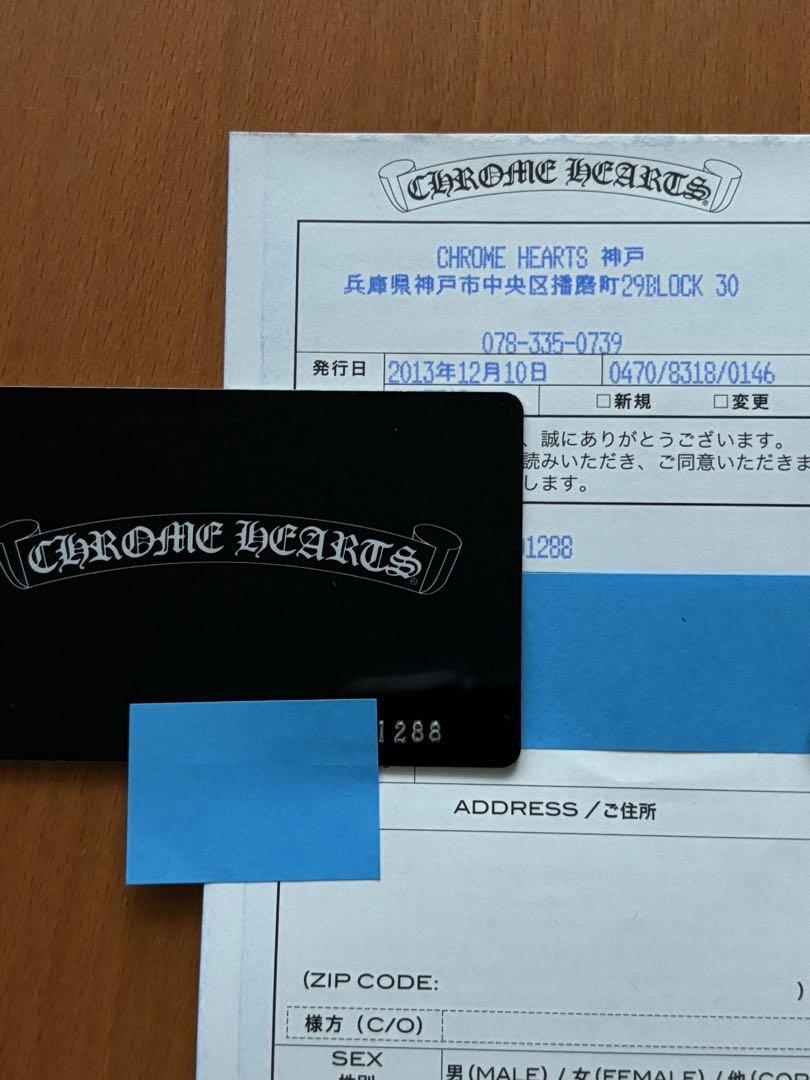 CHROME HEARTS
CHROME HEARTS 神戸
兵庫県神戸市中央区播磨町29BLOCK 30
078-335-0739
発行日 2013年12月10日 0470/8318/0146
□新規 □変更
、誠にありがとうございます。
読みいただき、ご同意いただきま
します。
1288
CHROME HEARTS
1288
ADDRESS /ご住所
(ZIP CODE: )
様方 (C/O)
SEX
性別
男(MALE) / 女(FEMALE) / 他(COR